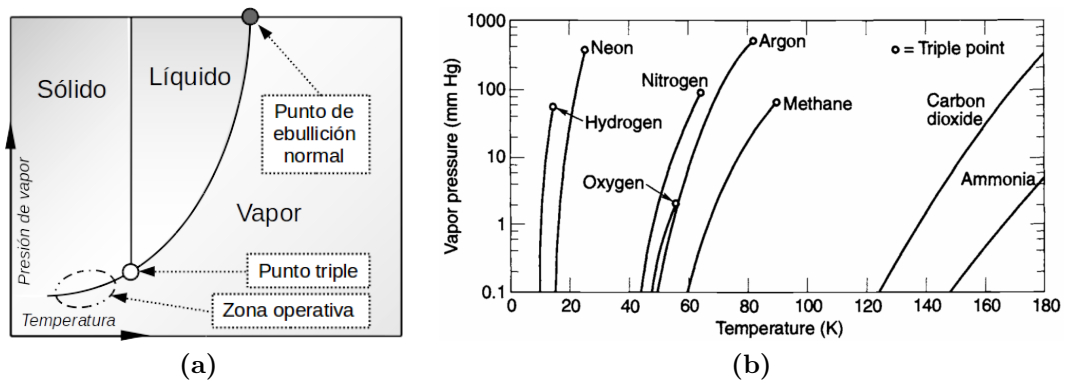 Sólido
Líquido
Punto de
ebullición
normal
Vapor
Presión de vapor
Punto triple
Zona operativa
Temperatura
(a)
1000
100
10
1
0.1
Vapor pressure (mm Hg)
Neon
Argon
= Triple point
Nitrogen
Methane
Hydrogen
Carbon
dioxide
Oxygen
Ammonia
0 20 40 60 80 100 120 140 160 180
Temperature (K)
(b)